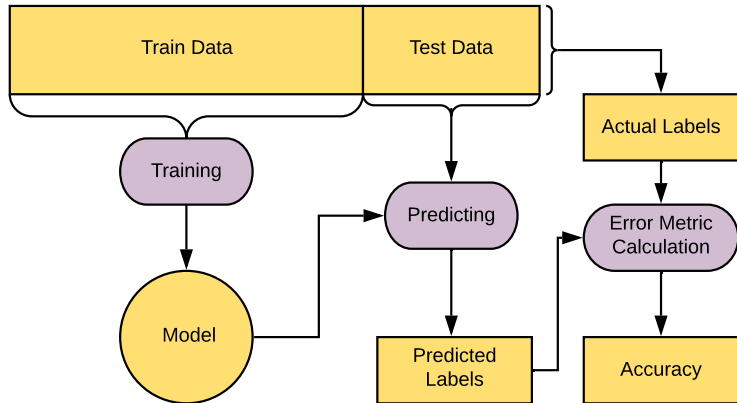 Train Data
Test Data
Actual Labels
Training
Predicting
Error Metric
Calculation
Model
Predicted
Labels
Accuracy